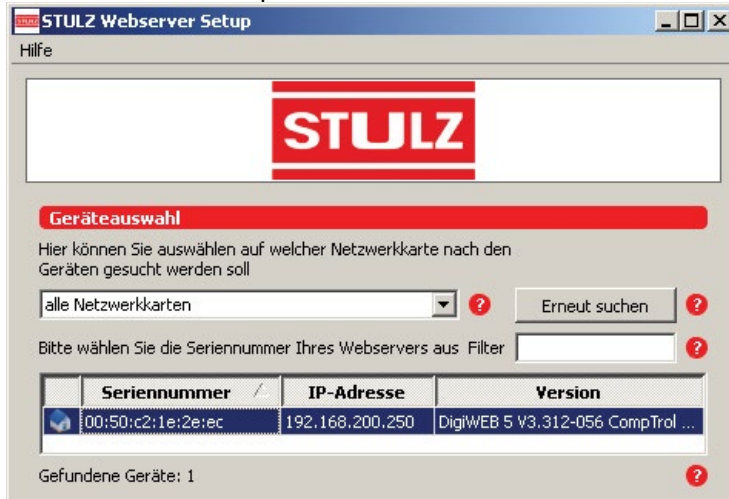 STULZ Webserver Setup
Hilfe
STULZ
Geräteauswahl
Hier können Sie auswählen auf welcher Netzwerkkarte nach den
Geräten gesucht werden soll
alle Netzwerkkarten
Erneut suchen
Bitte wählen Sie die Seriennummer Ihres Webservers aus Filter
Seriennummer IP-Adresse Version
00:50:c2:1e:2e:ec 192.168.200.250 DigiWEB 5 V3.312-056 CompTrol ...
Gefundene Geräte: 1